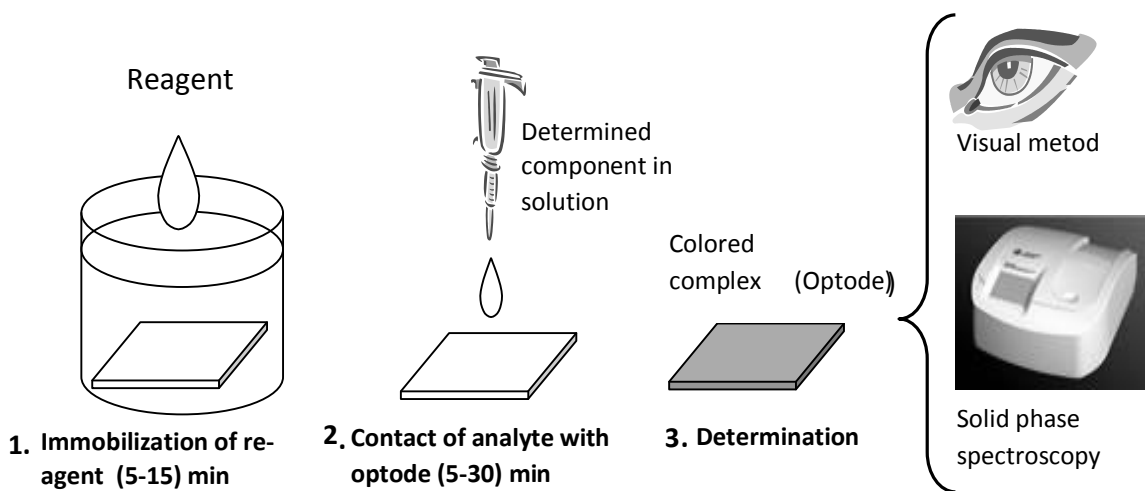 Reagent
1. Immobilization of re-
agent (5-15) min
Determined
component in
solution
2. Contact of analyte with
optode (5-30) min
Colored
complex (Optode)
3. Determination
Visual metod
Solid phase
spectroscopy